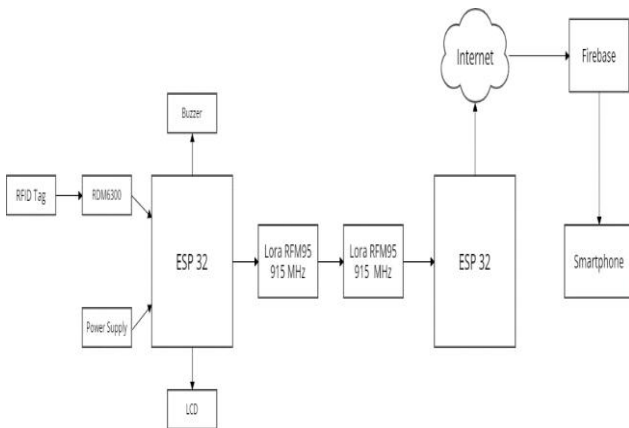 Internet
Firebase
Buzzer
RFID Tag
RDM6300
ESP 32
Lora RFM95
915 MHz
Lora RFM95
915 MHz
ESP 32
Smartphone
Power Supply
LCD